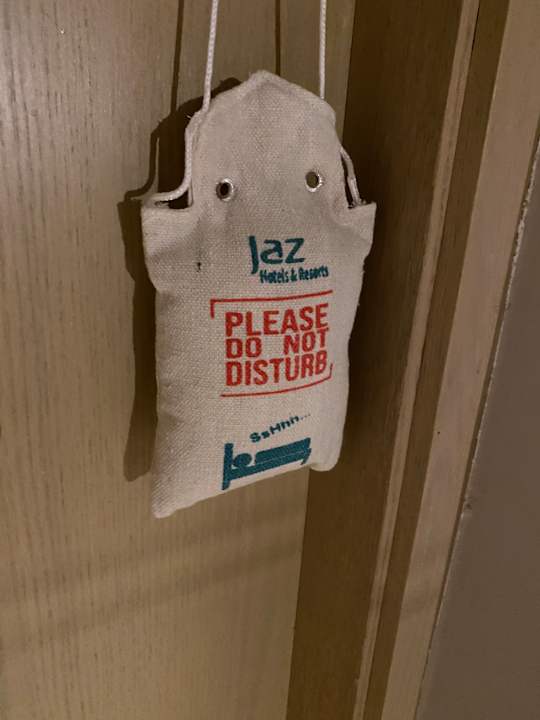 Jaz
Hotels & Resorts
PLEASE
DO NOT
DISTURB
SsHhh...